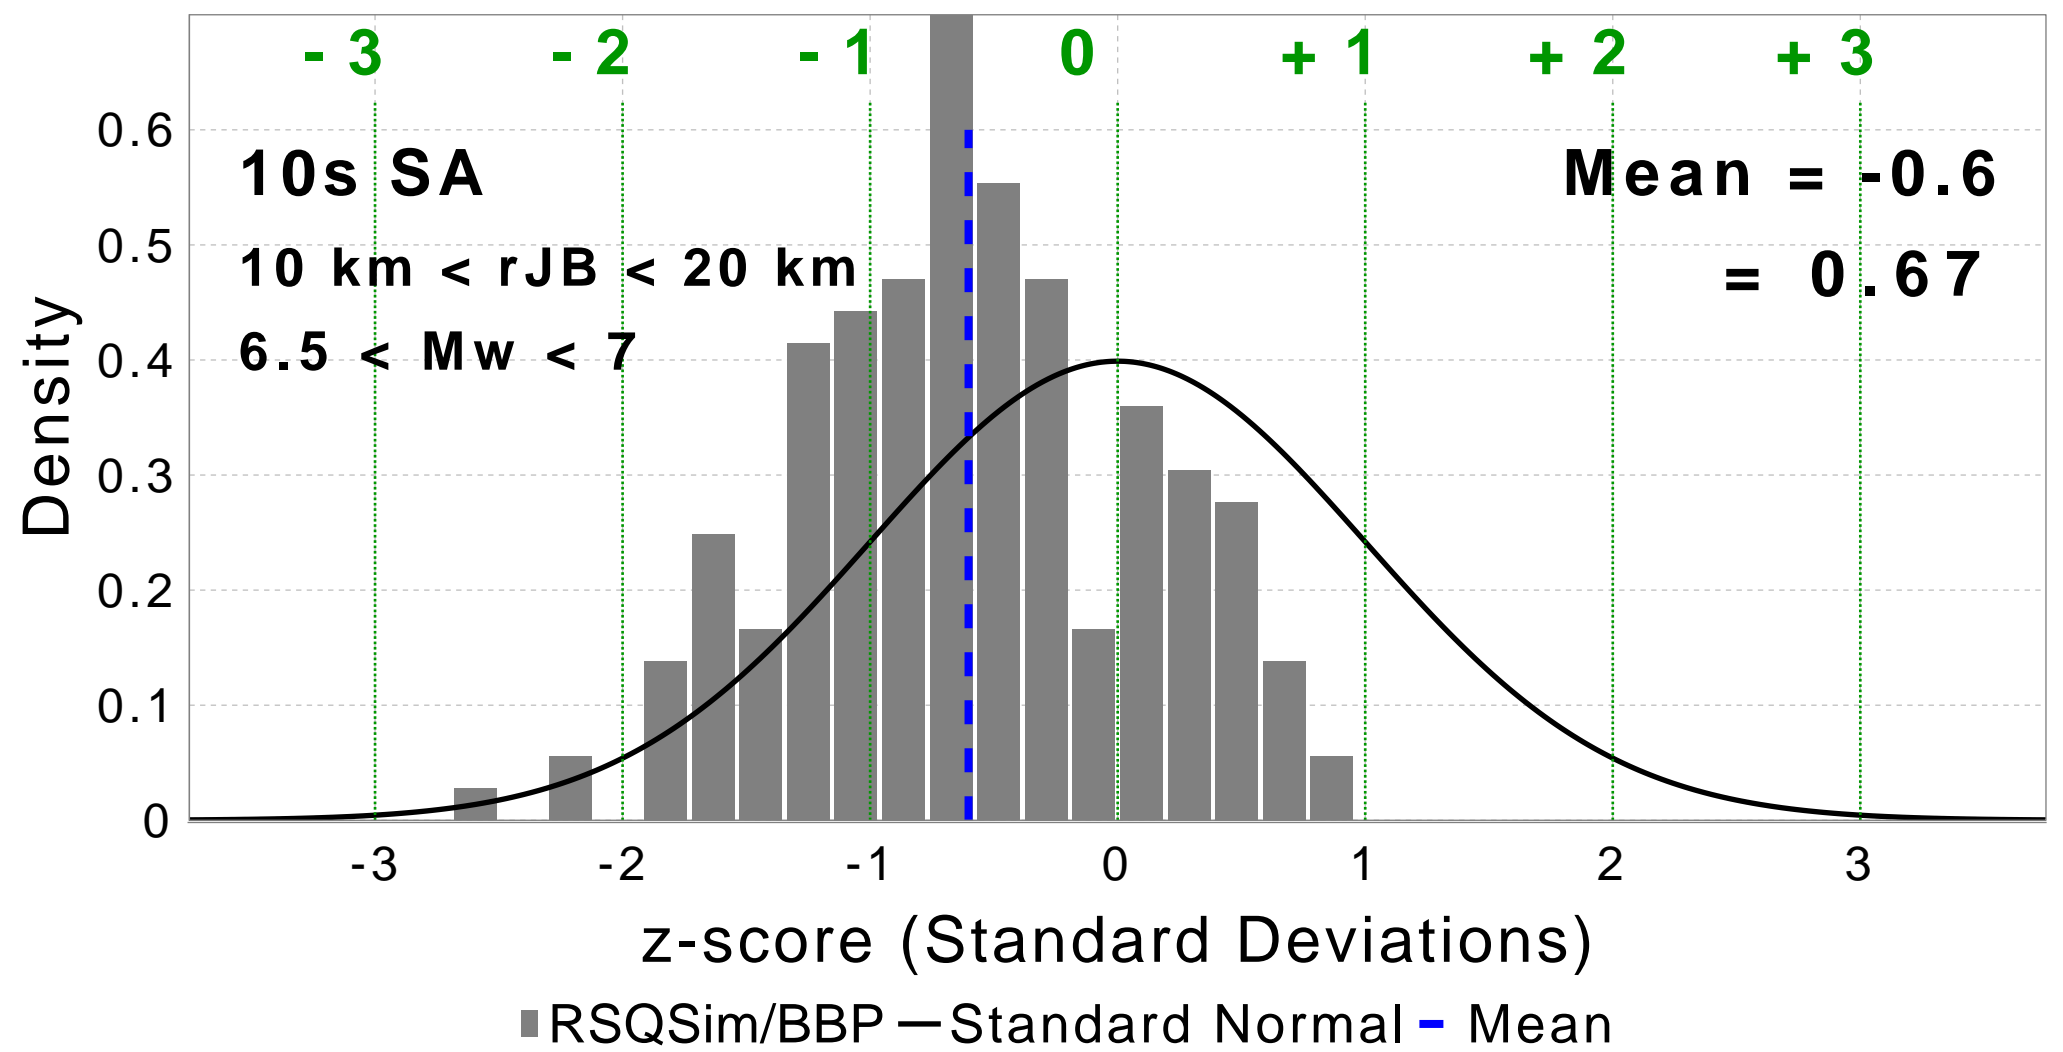 - 3 - 2 - 1 0 + 1 + 2 + 3
10s SA
10 km < rJB < 20 km
6.5 < Mw < 7
Mean = -0.6
= 0.67
Density
0.6
0.5
0.4
0.3
0.2
0.1
0
-3 -2 -1 0 1 2 3
z-score (Standard Deviations)
RSQSim/BBP Standard Normal Mean